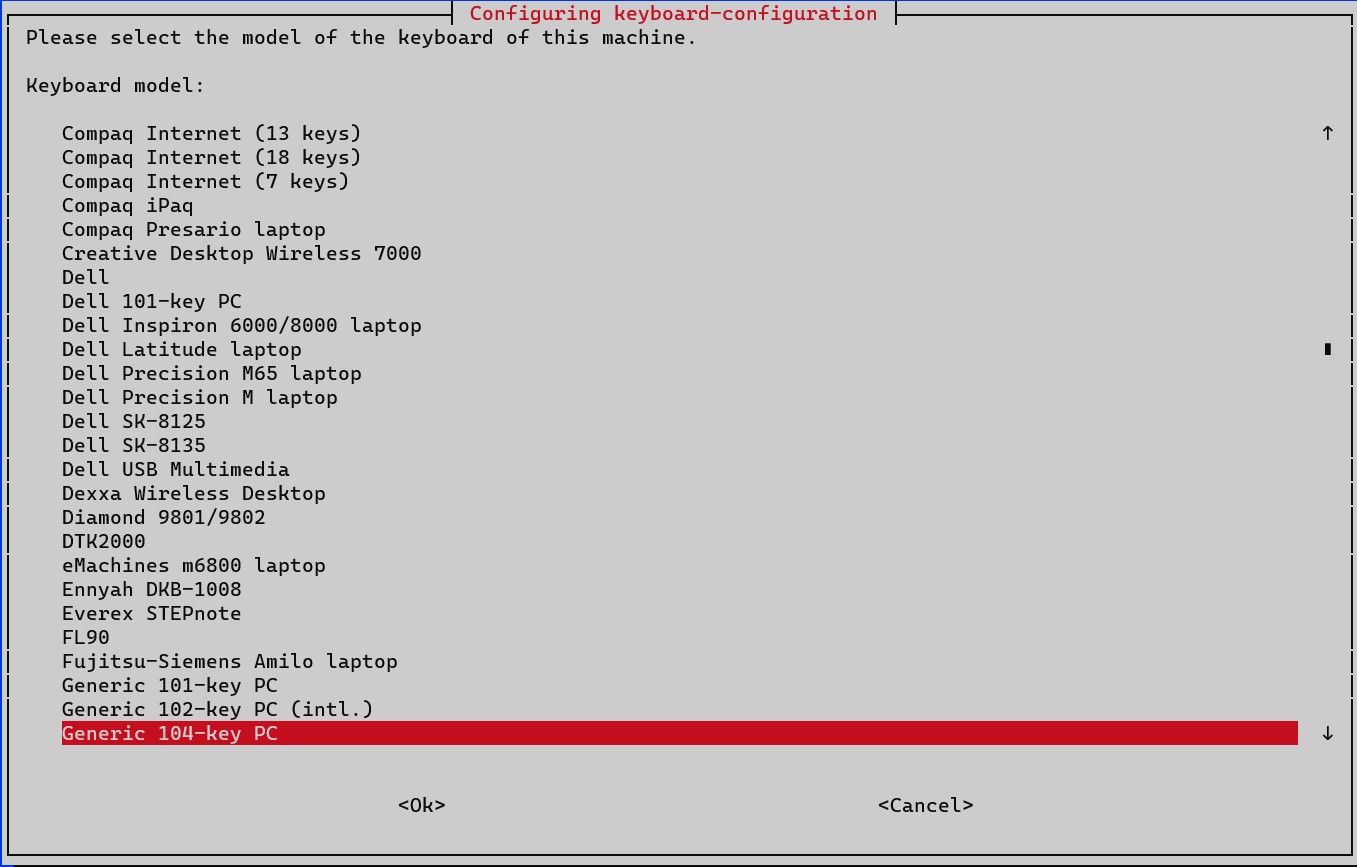 Configuring keyboard-configuration
Please select the model of the keyboard of this machine.
Keyboard model:
Compaq Internet (13 keys)
Compaq Internet (18 keys)
Compaq Internet (7 keys)
Compaq iPaq
Compaq Presario laptop
Creative Desktop Wireless 7000
Dell
Dell 101-key PC
Dell Inspiron 6000/8000 laptop
Dell Latitude laptop
Dell Precision M65 laptop
Dell Precision M laptop
Dell SK-8125
Dell SK-8135
Dell USB Multimedia
Dexxa Wireless Desktop
Diamond 9801/9802
DTK2000
eMachines m6800 laptop
Ennyah DKB-1008
Everex STEPnote
FL90
Fujitsu-Siemens Amilo laptop
Generic 101-key PC
Generic 102-key PC (intl.)
Generic 104-key PC
<Ok> <Cancel>